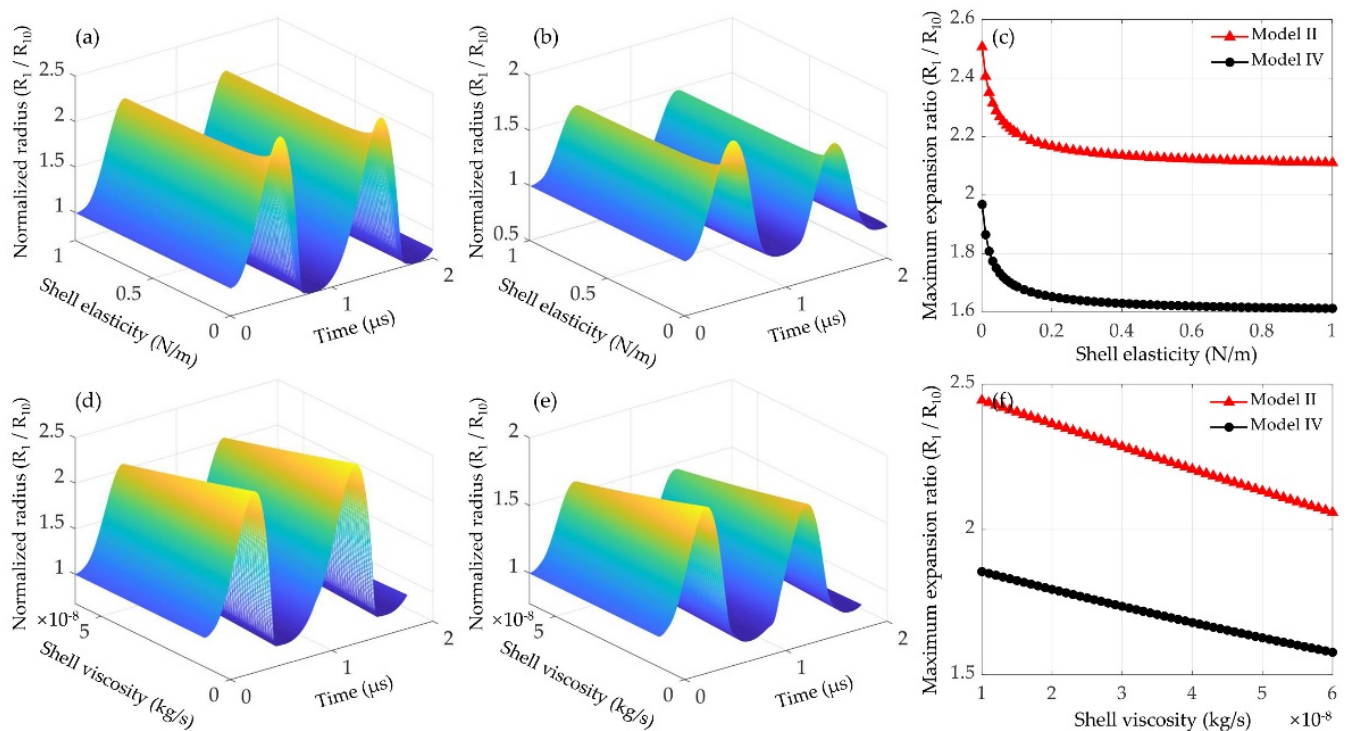 (a)
Normalized radius (R1 / R10)
2.5
2
1.5
1
1
0.5
0
Shell elasticity (N/m)
0
1
2
Time (μs)
(b)
Normalized radius (R1 / R10)
2
1.5
1
0.5
1
0.5
0
Shell elasticity (N/m)
0
1
2
Time (μs)
(c)
Model II
Model IV
Maximum expansion ratio (R1 / R10)
2.6
2.4
2.2
2
1.8
1.6
0
0.2
0.4
0.6
0.8
1
Shell elasticity (N/m)
(d)
Normalized radius (R1 / R10)
2.5
2
1.5
1
×10-8
5
0
Shell viscosity (kg/s)
0
1
2
Time (μs)
(e)
Normalized radius (R1 / R10)
2
1.5
1
×10-8
5
0
Shell viscosity (kg/s)
0
1
2
Time (μs)
(f)
Model II
Model IV
Maximum expansion ratio (R1 / R10)
2.5
2
1.5
1
2
3
4
5
6
Shell viscosity (kg/s)
×10-8